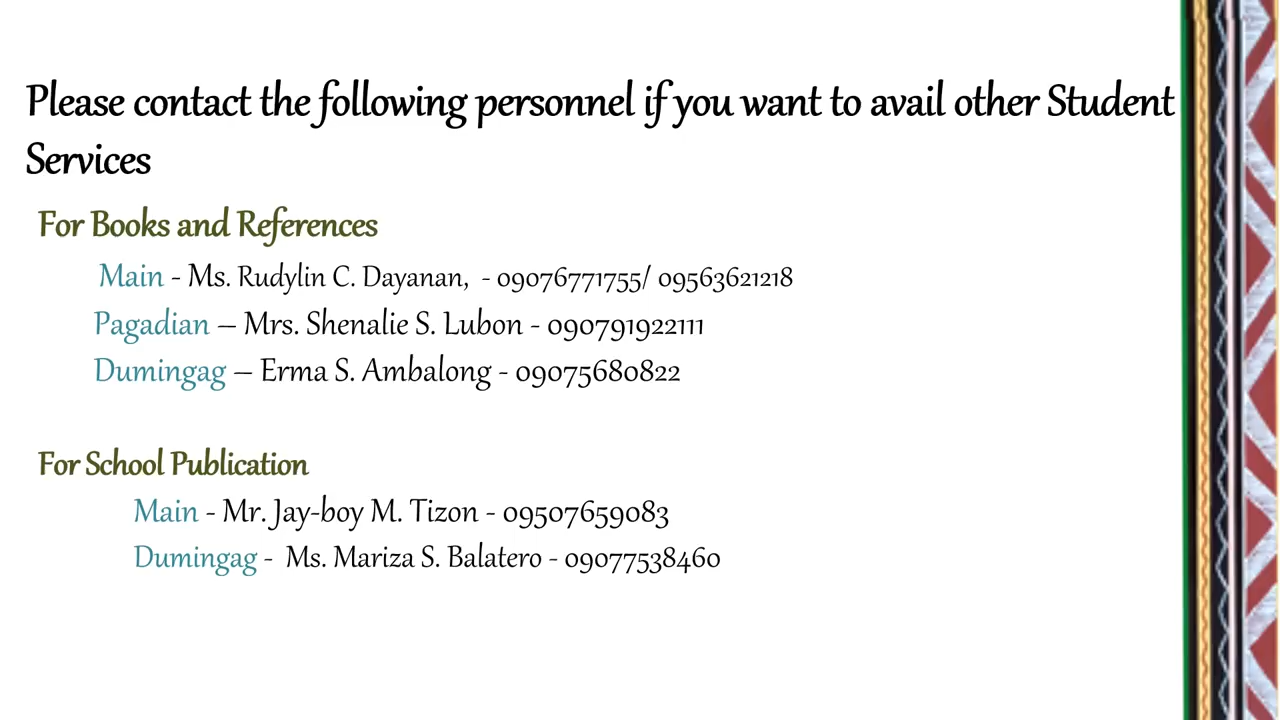 Please contact the following personnel if you want to avail other Student
Services
For Books and References
Main - Ms. Rudylin C. Dayanan, - 09076771755/ 09563621218
Pagadian – Mrs. Shenalie S. Lubon - 090791922111
Dumingag – Erma S. Ambalong - 09075680822
For School Publication
Main - Mr. Jay-boy M. Tizon - 09507659083
Dumingag - Ms. Mariza S. Balatero - 09077538460